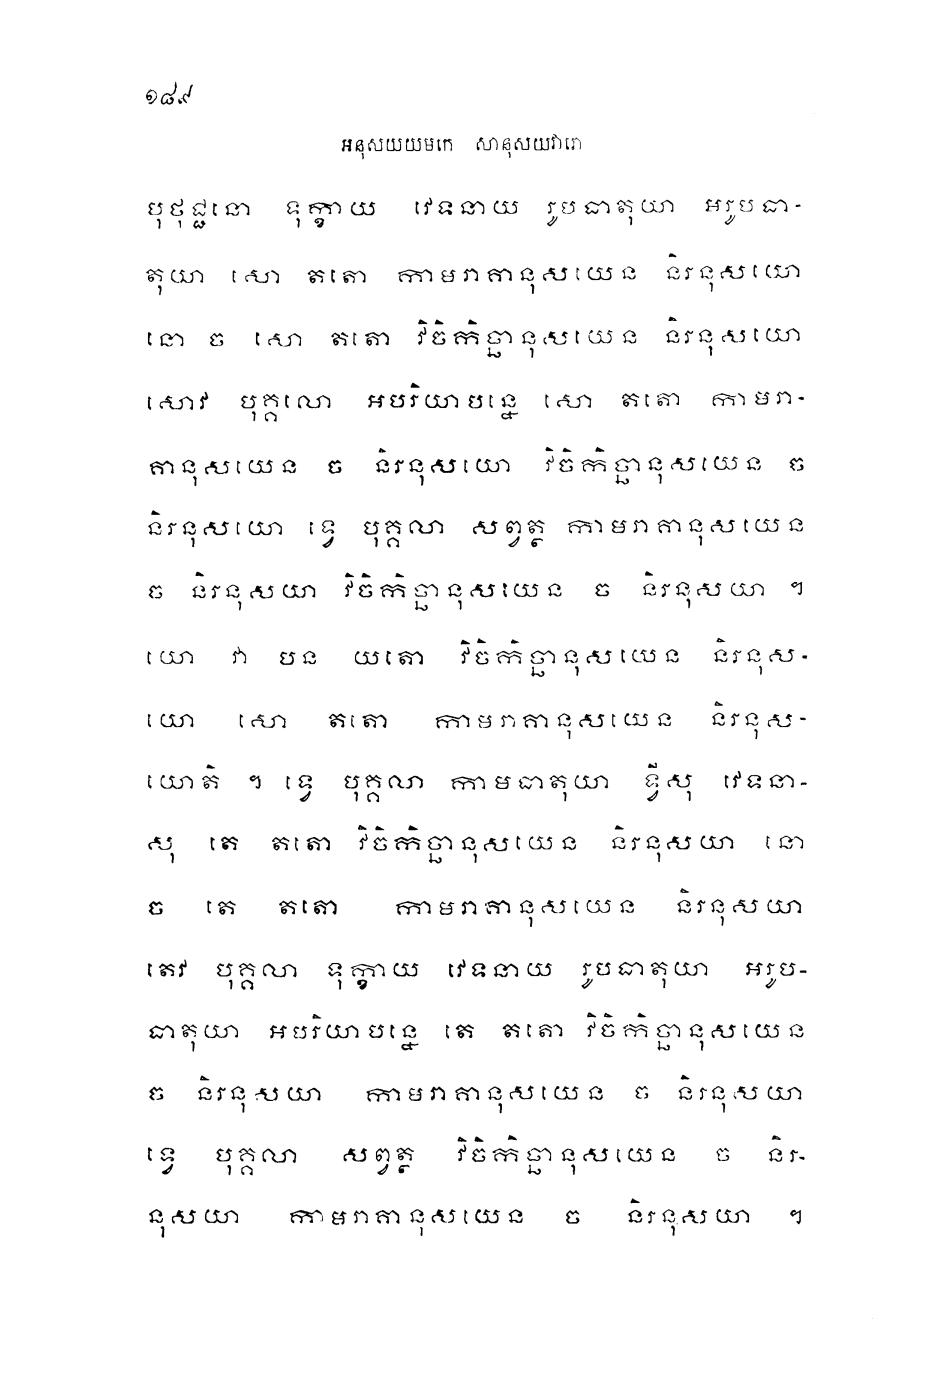 ១៨៩
អនុសយយមកេ សានុសយវារោ
បុថុជ្ជនោ ទុក្ខាយ វេទនាយ រូបធាតុយា អរូបធា-
តុយា សោ តតោ កាមរាគានុសយេន និរនុសយោ
នោ ច សោ តតោ វិចិកិច្ឆានុសយេន និរនុសយោ
សោវ បុគ្គលោ អបរិយាបន្នេ សោ តតោ កាមរា-
គានុសយេន ច និរនុសយោ វិចិកិច្ឆានុសយេន ច
និរនុសយោ ទ្វេ បុគ្គលា សព្វត្ថ កាមរាគានុសយេន
ច និរនុសយា វិចិកិច្ឆានុសយេន ច និរនុសយា ។
យោ វា បន យតោ វិចិកិច្ឆានុសយេន និរនុស-
យោ សោ តតោ កាមរាគានុសយេន និរនុស-
យោតិ ។ ទ្វេ បុគ្គលា កាមធាតុយា ទ្វីសុ វេទនា-
សុ តេ តតោ វិចិកិច្ឆានុសយេន និរនុសយា នោ
ច តេ តតោ កាមរាគានុសយេន និរនុសយា
តេវ បុគ្គលា ទុក្ខាយ វេទនាយ រូបធាតុយា អរូប-
ធាតុយា អបរិយាបន្នេ តេ តតោ វិចិកិច្ឆានុសយេន
ច និរនុសយា កាមរាគានុសយេន ច និរនុសយា
ទ្វេ បុគ្គលា សព្វត្ថ វិចិកិច្ឆានុសយេន ច និរ-
នុសយា កាមរាគានុសយេន ច និរនុសយា ។